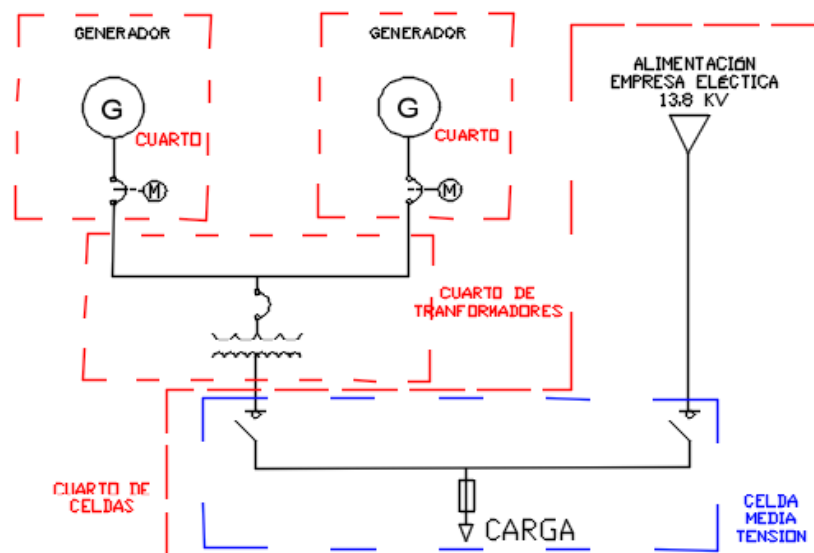 GENERADOR
GENERADOR
ALIMENTACIÓN
EMPRESA ELÉCTICA
13.8 KV
G
G
CUARTO
CUARTO
M
M
CUARTO DE
TRANFORMADORES
CUARTO DE
CELDAS
CARGA
CELDA
MEDIA
TENSION